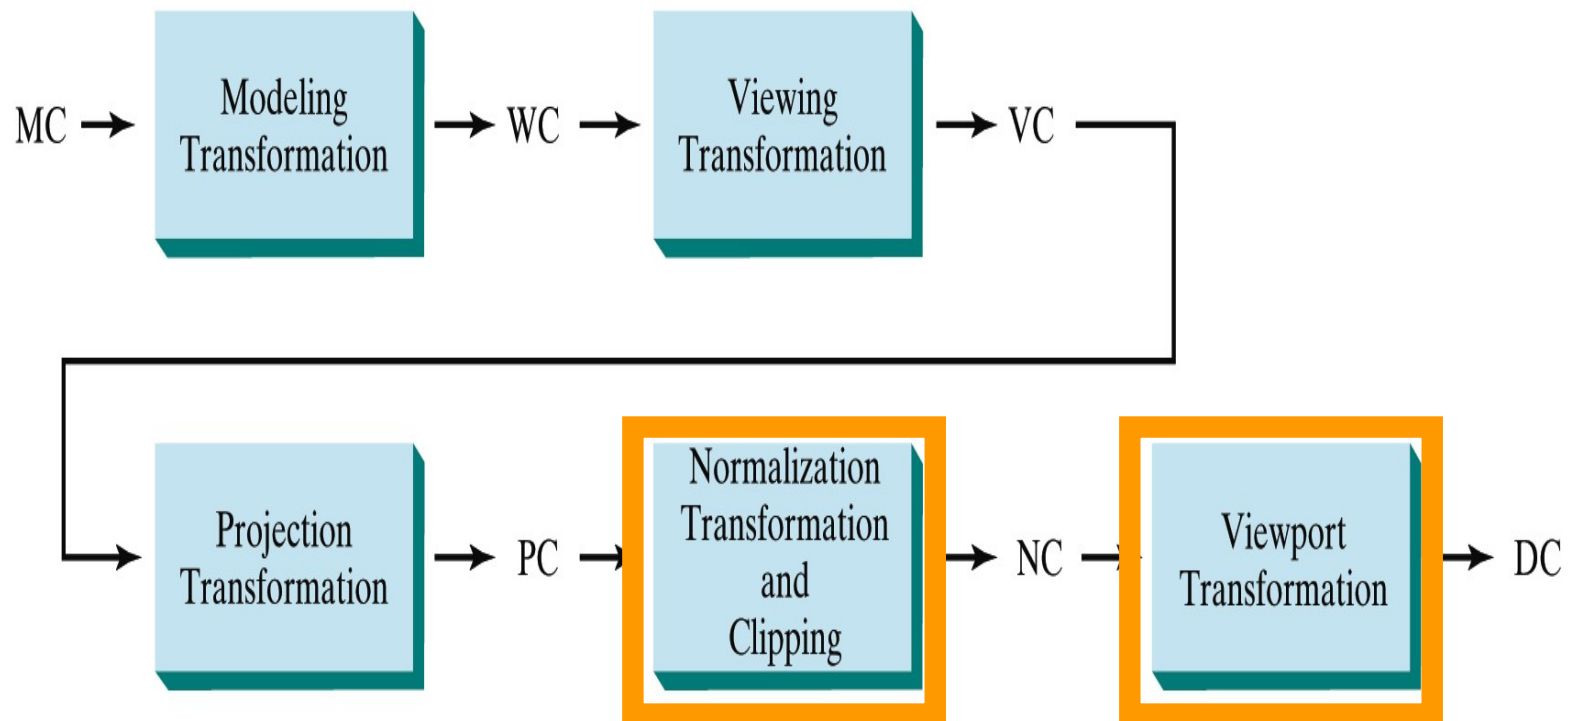 MC
Modeling
Transformation
WC
Viewing
Transformation
VC
Projection
Transformation
PC
Normalization
Transformation
and
Clipping
NC
Viewport
Transformation
DC